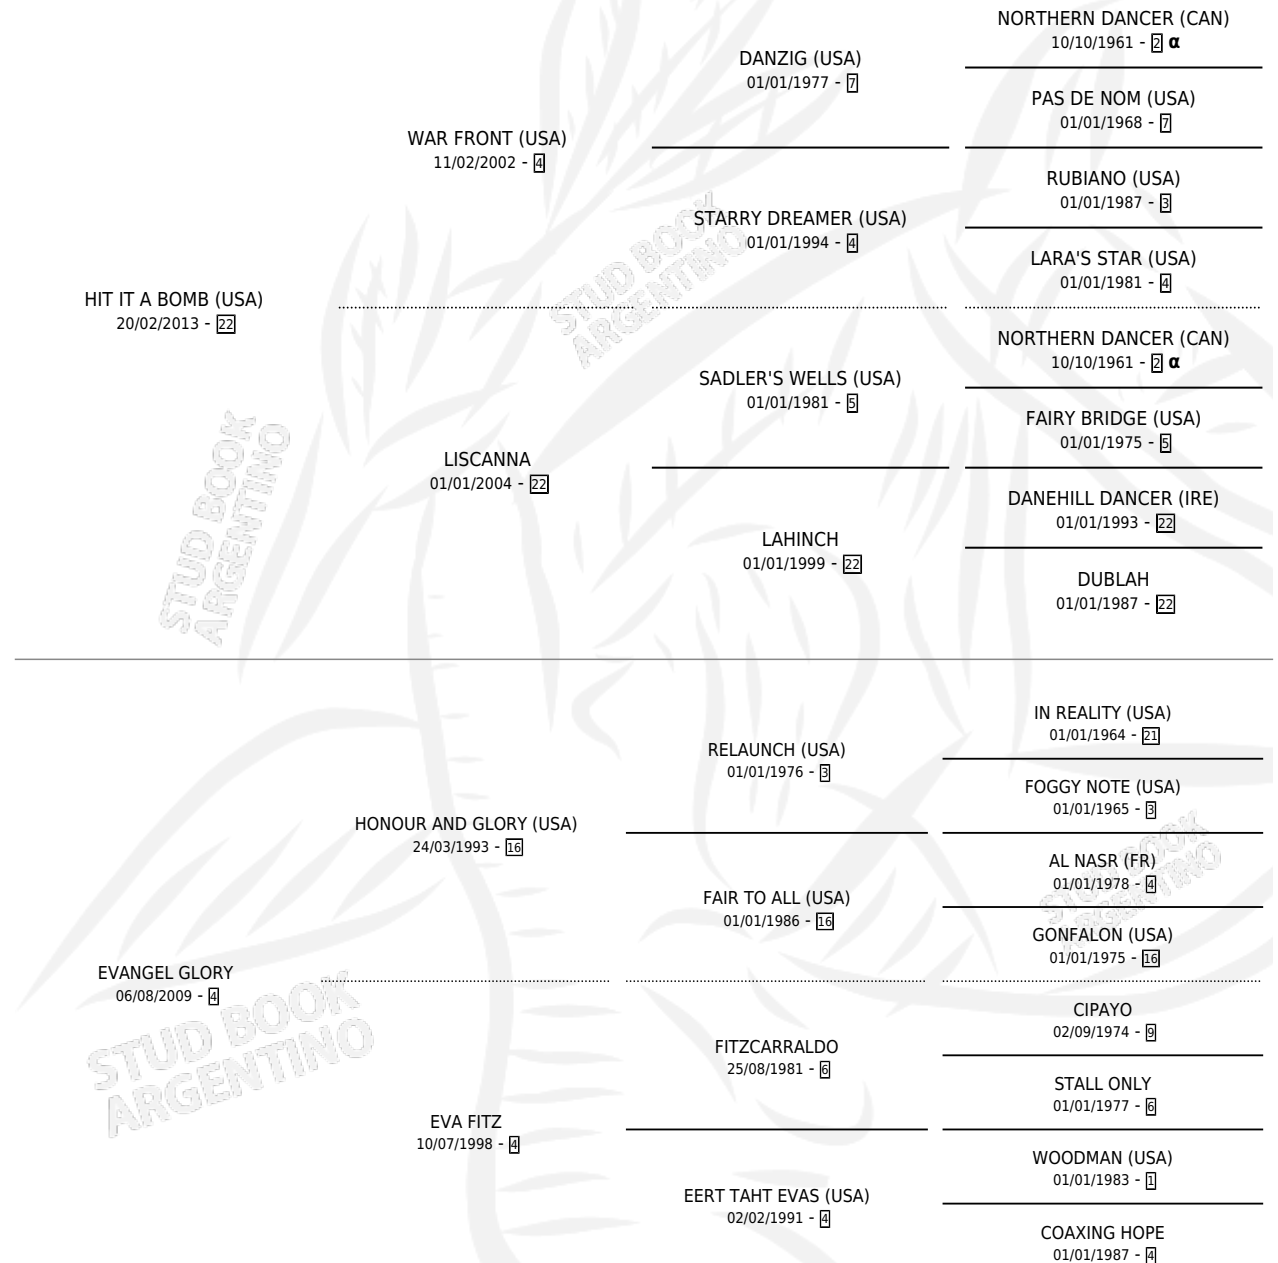 NORTHERN DANCER (CAN)
10/10/1961 - 2 α
DANZIG (USA)
01/01/1977 - 7
PAS DE NOM (USA)
01/01/1968 - 7
WAR FRONT (USA)
11/02/2002 - 4
RUBIANO (USA)
01/01/1987 - 3
STARRY DREAMER (USA)
01/01/1994 - 4
LARA'S STAR (USA)
01/01/1981 - 4
HIT IT A BOMB (USA)
20/02/2013 - 22
NORTHERN DANCER (CAN)
10/10/1961 - 2 α
SADLER'S WELLS (USA)
01/01/1981 - 5
FAIRY BRIDGE (USA)
01/01/1975 - 5
LISCANNA
01/01/2004 - 22
DANEHILL DANCER (IRE)
01/01/1993 - 22
LAHINCH
01/01/1999 - 22
DUBLAH
01/01/1987 - 22
IN REALITY (USA)
01/01/1964 - 21
RELAUNCH (USA)
01/01/1976 - 3
FOGGY NOTE (USA)
01/01/1965 - 3
HONOUR AND GLORY (USA)
24/03/1993 - 16
AL NASR (FR)
01/01/1978 - 4
FAIR TO ALL (USA)
01/01/1986 - 16
GONFALON (USA)
01/01/1975 - 16
EVANGEL GLORY
06/08/2009 - 4
CIPAYO
02/09/1974 - 9
FITZCARRALDO
25/08/1981 - 6
STALL ONLY
01/01/1977 - 6
EVA FITZ
10/07/1998 - 4
WOODMAN (USA)
01/01/1983 - 1
EERT TAHT EVAS (USA)
02/02/1991 - 4
COAXING HOPE
01/01/1987 - 4
STUD BOOK
ARGENTINO
STUD BOOK
ARGENTINO
STUD BOOK
ARGENTINO
STUD BOOK
ARGENTINO